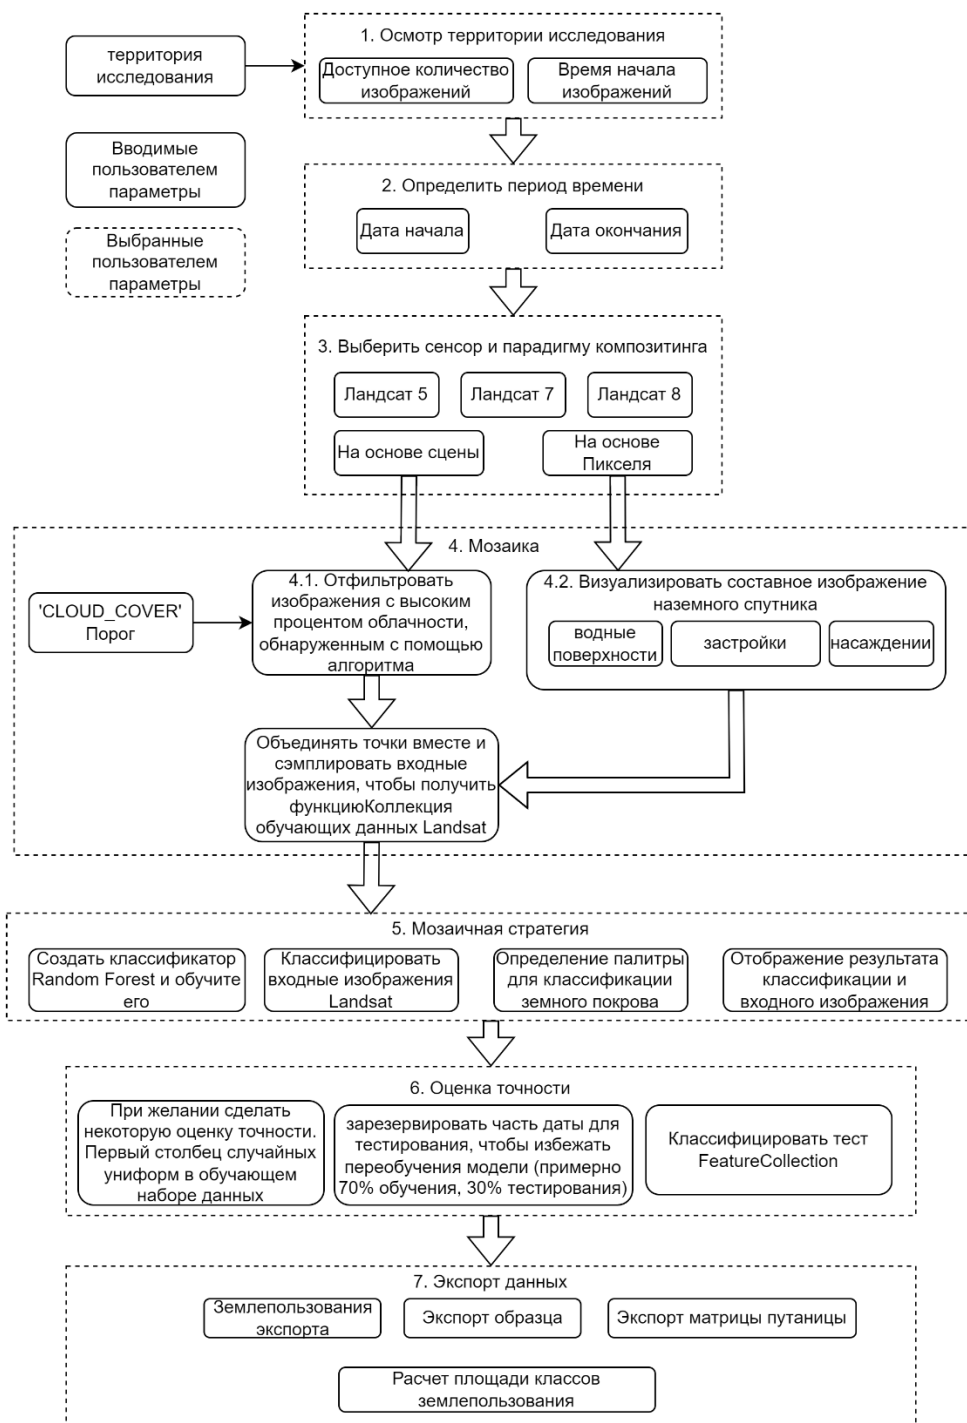 территория
исследования
1. Осмотр территории исследования
Доступное количество
изображений
Время начала
изображений
Вводимые
пользователем
параметры
Выбранные
пользователем
параметры
2. Определить период времени
Дата начала
Дата окончания
3. Выберить сенсор и парадигму композитинга
Ландсат 5
Ландсат 7
Ландсат 8
На основе сцены
На основе
Пикселя
4. Мозаика
'CLOUD_COVER'
Порог
4.1. Отфильтровать
изображения с высоким
процентом облачности,
обнаруженным с помощью
алгоритма
4.2. Визуализировать составное изображение
наземного спутника
водные
поверхности
застройки
насаждении
Объединять точки вместе и
сэмплировать входные
изображения, чтобы получить
функциюКоллекция
обучающих данных Landsat
5. Мозаичная стратегия
Создать классификатор
Random Forest и обучите
его
Классифицировать
входные изображения
Landsat
Определение палитры
для классификации
земного покрова
Отображение результата
классификации и
входного изображения
6. Оценка точности
При желании сделать
некоторую оценку точности.
Первый столбец случайных
униформ в обучающем
наборе данных
зарезервировать часть даты для
тестирования, чтобы избежать
переобучения модели (примерно
70% обучения, 30% тестирования)
Классифицировать тест
FeatureCollection
7. Экспорт данных
Землепользования
экспорта
Экспорт образца
Экспорт матрицы путаницы
Расчет площади классов
землепользования